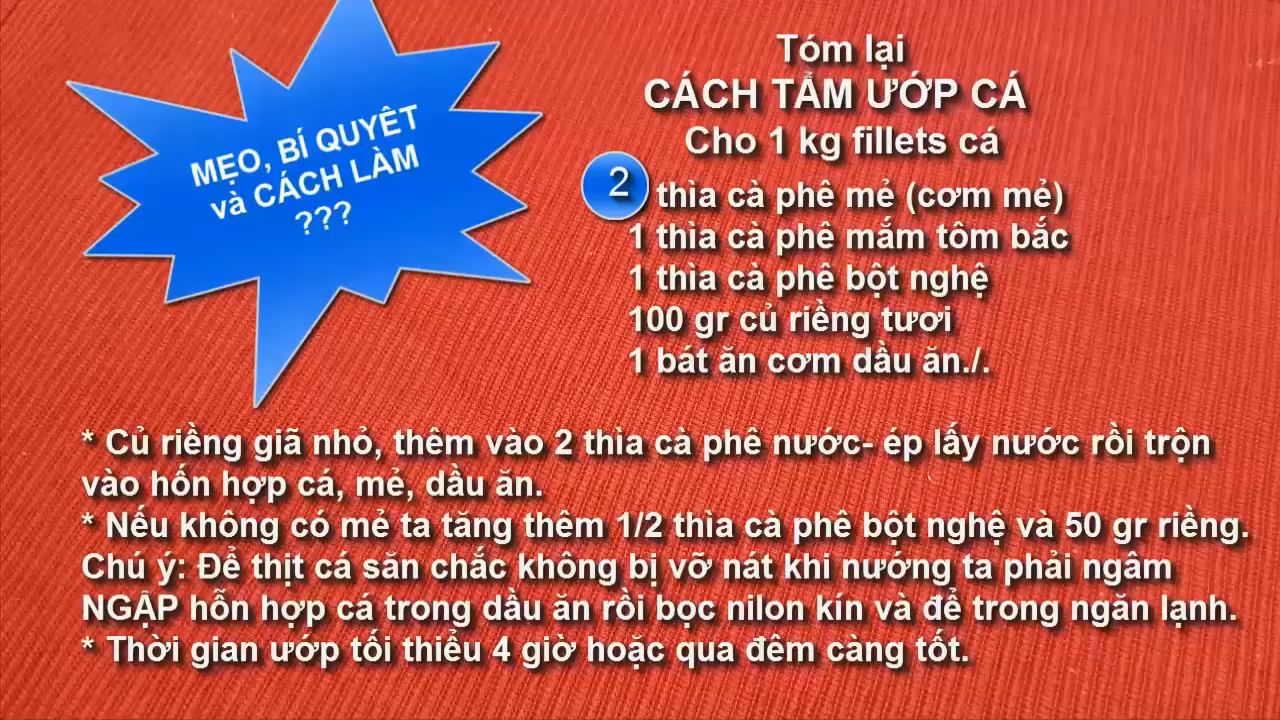 MẸO, BÍ QUYÊT
và CÁCH LÀM
???
Tóm lại
CÁCH TẨM ƯỚP CÁ
Cho 1 kg fillets cá
2 thìa cà phê mẻ (cơm mẻ)
1 thìa cà phê mắm tôm bắc
1 thìa cà phê bột nghệ
100 gr củ riềng tươi
1 bát ăn cơm dầu ăn./.
* Củ riềng giã nhỏ, thêm vào 2 thìa cà phê nước- ép lấy nước rồi trộn
vào hốn hợp cá, mẻ, dầu ăn.
* Nếu không có mẻ ta tăng thêm 1/2 thìa cà phê bột nghệ và 50 gr riềng.
Chú ý: Để thịt cá săn chắc không bị vỡ nát khi nướng ta phải ngâm
NGẬP hỗn hợp cá trong dầu ăn rồi bọc nilon kín và để trong ngăn lạnh.
* Thời gian ướp tối thiểu 4 giờ hoặc qua đêm càng tốt.